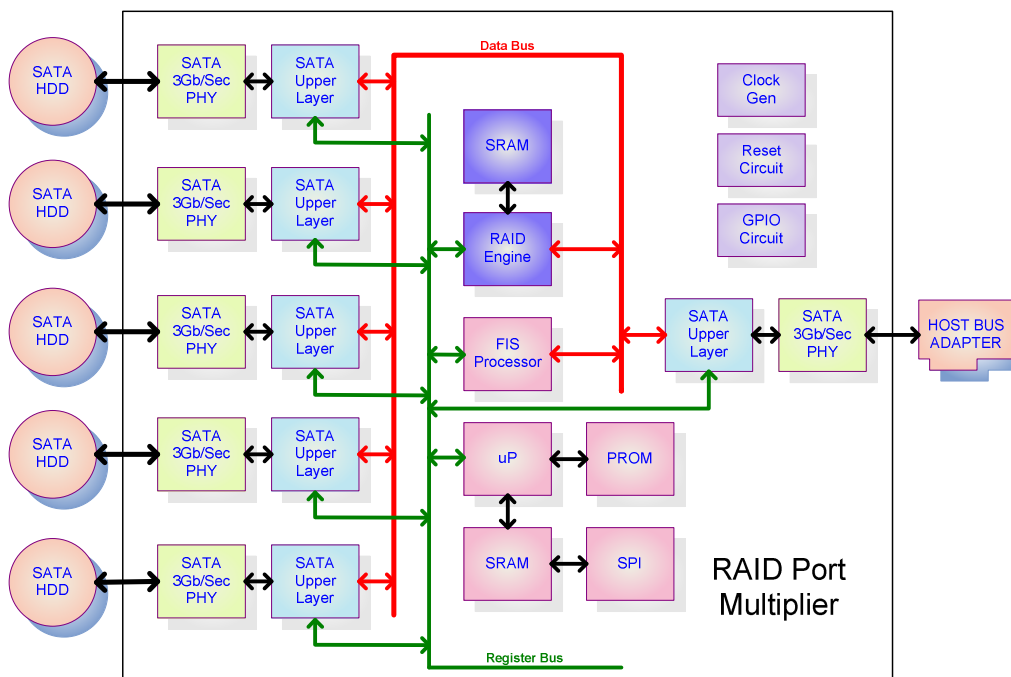 Data Bus
SATA
HDD
SATA
3Gb/Sec
PHY
SATA
Upper
Layer
Clock
Gen
SRAM
Reset
Circuit
SATA
HDD
SATA
3Gb/Sec
PHY
SATA
Upper
Layer
RAID
Engine
GPIO
Circuit
SATA
HDD
SATA
3Gb/Sec
PHY
SATA
Upper
Layer
FIS
Processor
SATA
Upper
Layer
SATA
3Gb/Sec
PHY
HOST BUS
ADAPTER
SATA
HDD
SATA
3Gb/Sec
PHY
SATA
Upper
Layer
uP
PROM
SATA
HDD
SATA
3Gb/Sec
PHY
SATA
Upper
Layer
SRAM
SPI
RAID Port
Multiplier
Register Bus